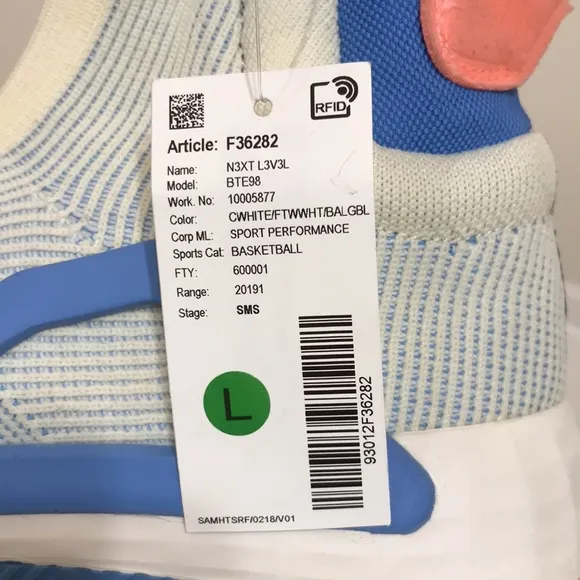 RFID
Article: F36282
Name: N3XT L3V3L
Model: BTE98
Work. No: 10005877
Color: CWHITE/FTWWHT/BALGBL
Corp ML: SPORT PERFORMANCE
Sports Cat: BASKETBALL
FTY: 600001
Range: 20191
Stage: SMS
L
93012F36282
SAMHTSRF/0218/V01